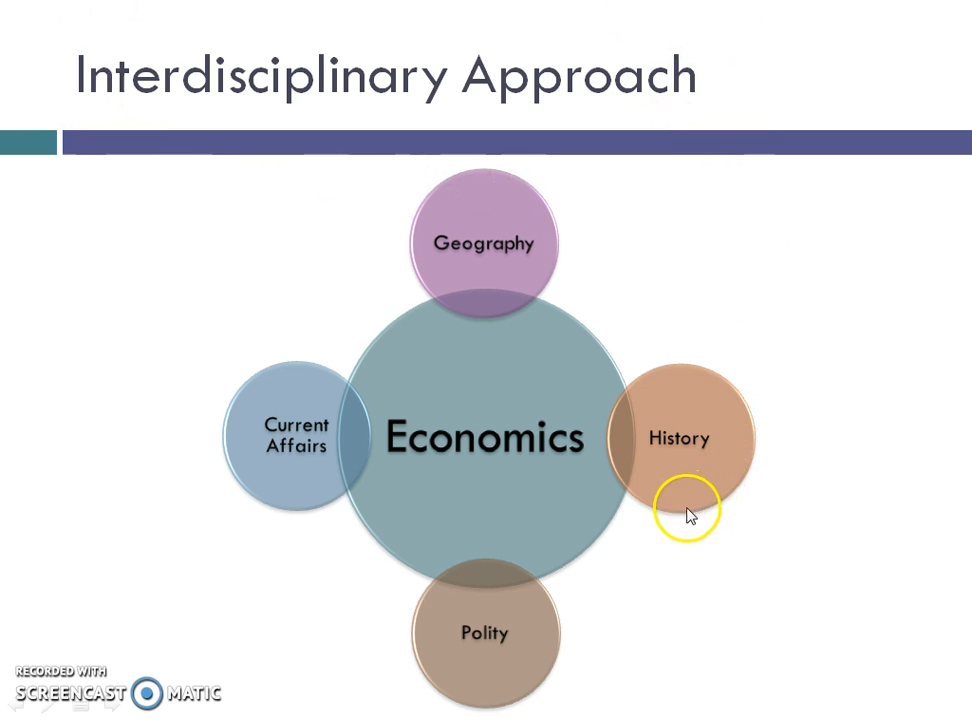 Interdisciplinary Approach
Geography
Current
Affairs
Economics
History
Polity
RECORDED WITH
SCREENCAST MATIC